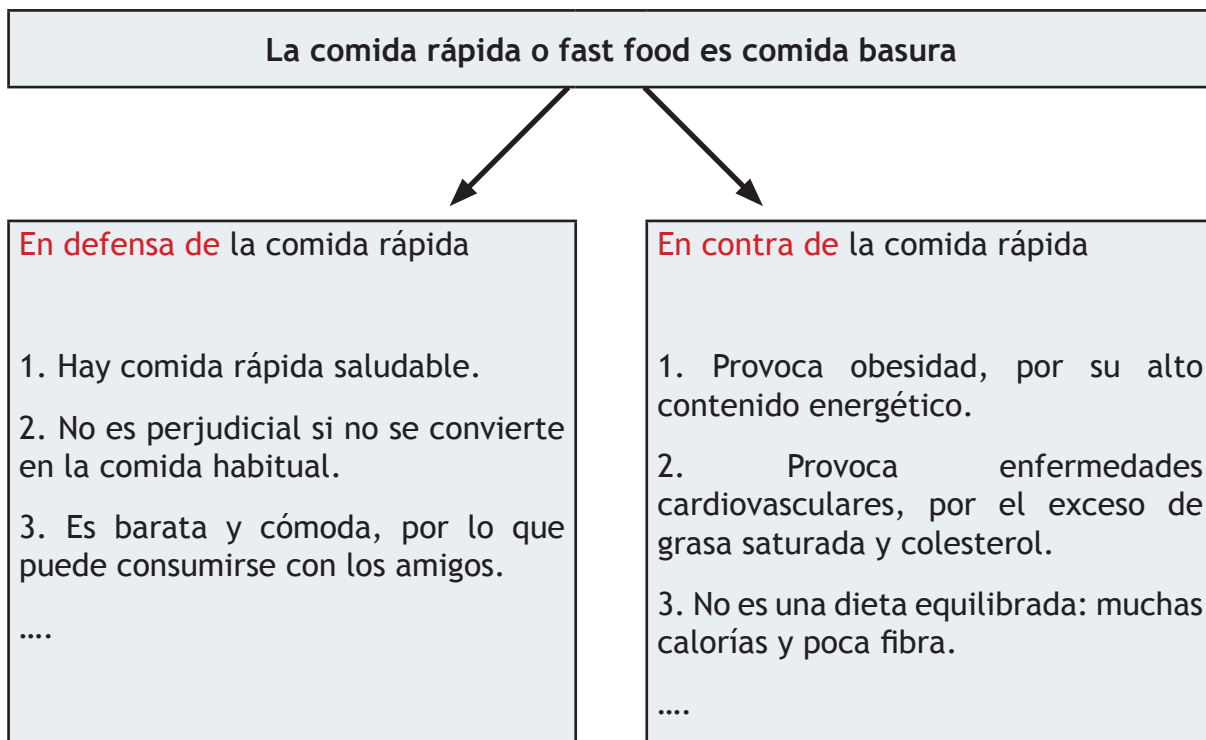 La comida rápida o fast food es comida basura
En defensa de la comida rápida
1. Hay comida rápida saludable.
2. No es perjudicial si no se convierte
en la comida habitual.
3. Es barata y cómoda, por lo que
puede consumirse con los amigos.
….
En contra de la comida rápida
1. Provoca obesidad, por su alto
contenido energético.
2. Provoca enfermedades
cardiovasculares, por el exceso de
grasa saturada y colesterol.
3. No es una dieta equilibrada: muchas
calorías y poca fibra.
….